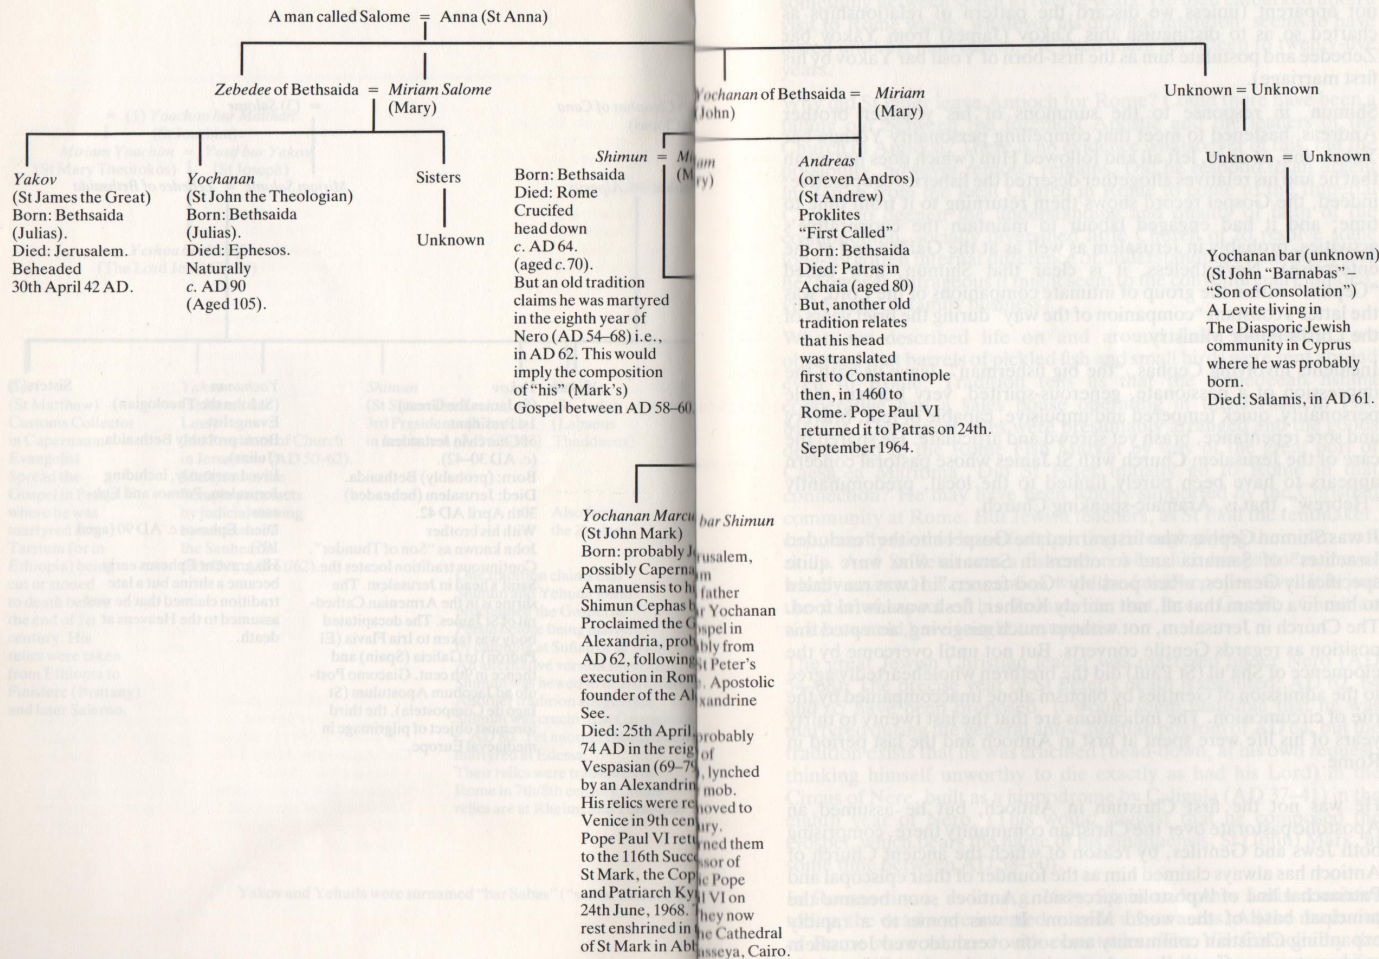 A man called Salome = Anna (St Anna)
Zebedee of Bethsaida = Miriam Salome
(Mary)
Yochanan of Bethsaida = Miriam
(John)
(Mary)
Unknown = Unknown
Yakov
(St James the Great)
Born: Bethsaida
(Julias).
Died: Jerusalem.
Beheaded
30th April 42 AD.
Yochanan
(St John the Theologian)
Born: Bethsaida
(Julias).
Died: Ephesos.
Naturally
c. AD 90
(Aged 105).
Sisters
Unknown
Shimun =
Born: Bethsaida
Died: Rome
Crucifed
head down
c. AD 64.
(aged c. 70).
But an old tradition
claims he was martyred
in the eighth year of
Nero (AD 54–68) i.e.,
in AD 62. This would
imply the composition
of “his” (Mark’s)
Gospel between AD 58–60.
Andreas
(or even Andros)
(St Andrew)
Proklites
“First Called”
Born: Bethsaida
Died: Patras in
Achaia (aged 80)
But, another old
tradition relates
that his head
was translated
first to Constantinople
then, in 1460 to
Rome. Pope Paul VI
returned it to Patras on 24th.
September 1964.
Unknown = Unknown
Yochanan bar (unknown)
(St John “Barnabas” –
“Son of Consolation”)
A Levite living in
The Diasporic Jewish
community in Cyprus
where he was probably
born.
Died: Salamis, in AD 61.
Yochanan Marcus bar Shimun
(St John Mark)
Born: probably Jerusalem,
possibly
Amanuensis to father
Shimun Cephas Yochanan
Proclaimed the Gospel in
Alexandria, probably from
AD 62, following St Peter’s
execution in Rome. Apostolic
founder of the Alexandrine
See.
Died: 25th April probably
74 AD in the reign of
Vespasian (69–79), lynched
by an Alexandrian mob.
His relics were removed to
Venice in 9th century.
Pope Paul VI returned them
to the 116th Successor of
St Mark, the Coptic Pope
and Patriarch VI on
24th June, 1968. They now
rest enshrined in the Cathedral
of St Mark in Abbasseya, Cairo.